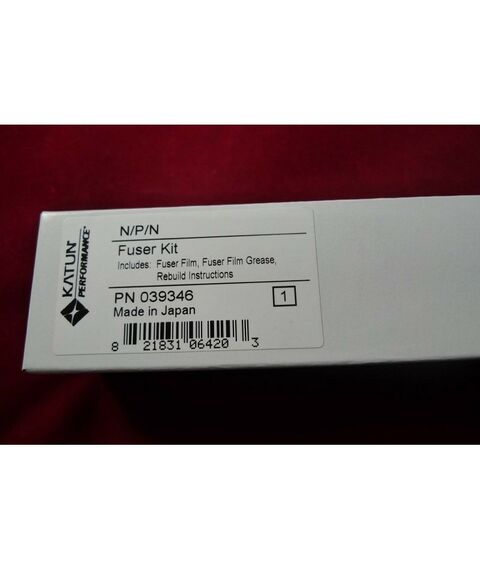 KATUN
PERFORMANCE
N/P/N
Fuser Kit
Includes: Fuser Film, Fuser Film Grease,
Rebuild Instructions
PN 039346
1
Made in Japan
8 21831 06420 3